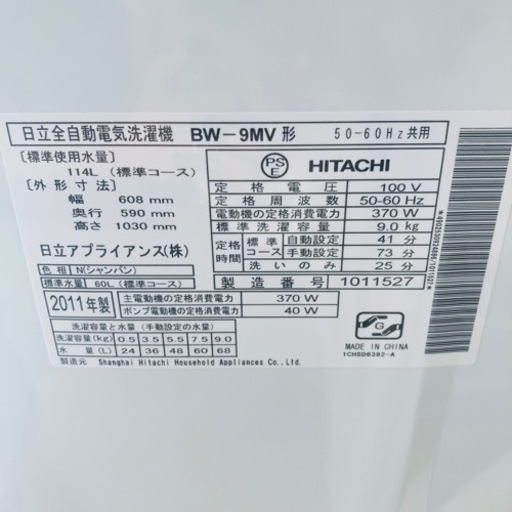 日立全自動電気洗濯機 BW-9MV形 50-60Hz共用
[標準使用水量]
114L (標準コース)
[外形寸法]
幅 608 mm
奥行 590 mm
高さ 1030 mm
日立アプライアンス(株)
色相 N(シャンパン)
標準水量 60L(標準コース)
PSE HITACHI
定格電圧 100 V
定格周波数 50-60 Hz
電動機の定格消費電力 370 W
標準洗濯容量 9.0kg
定格時間 標準コース 自動設定 41 分
手動設定 73 分
洗いのみ 25 分
製造番号 1011527
2011年製
主電動機の定格消費電力 370 W
ポンプ電動機の定格消費電力 40 W
洗濯容量と水量 (手動設定の水量)
洗濯容量(kg) 0.5 3.5 5.5 7.5 9.0
水量(L) 24 36 48 60 68
製造元 Shanghai Hitachi Household Appliances Co.,Ltd.
G
MADE IN CHINA
1CHSD6382-A